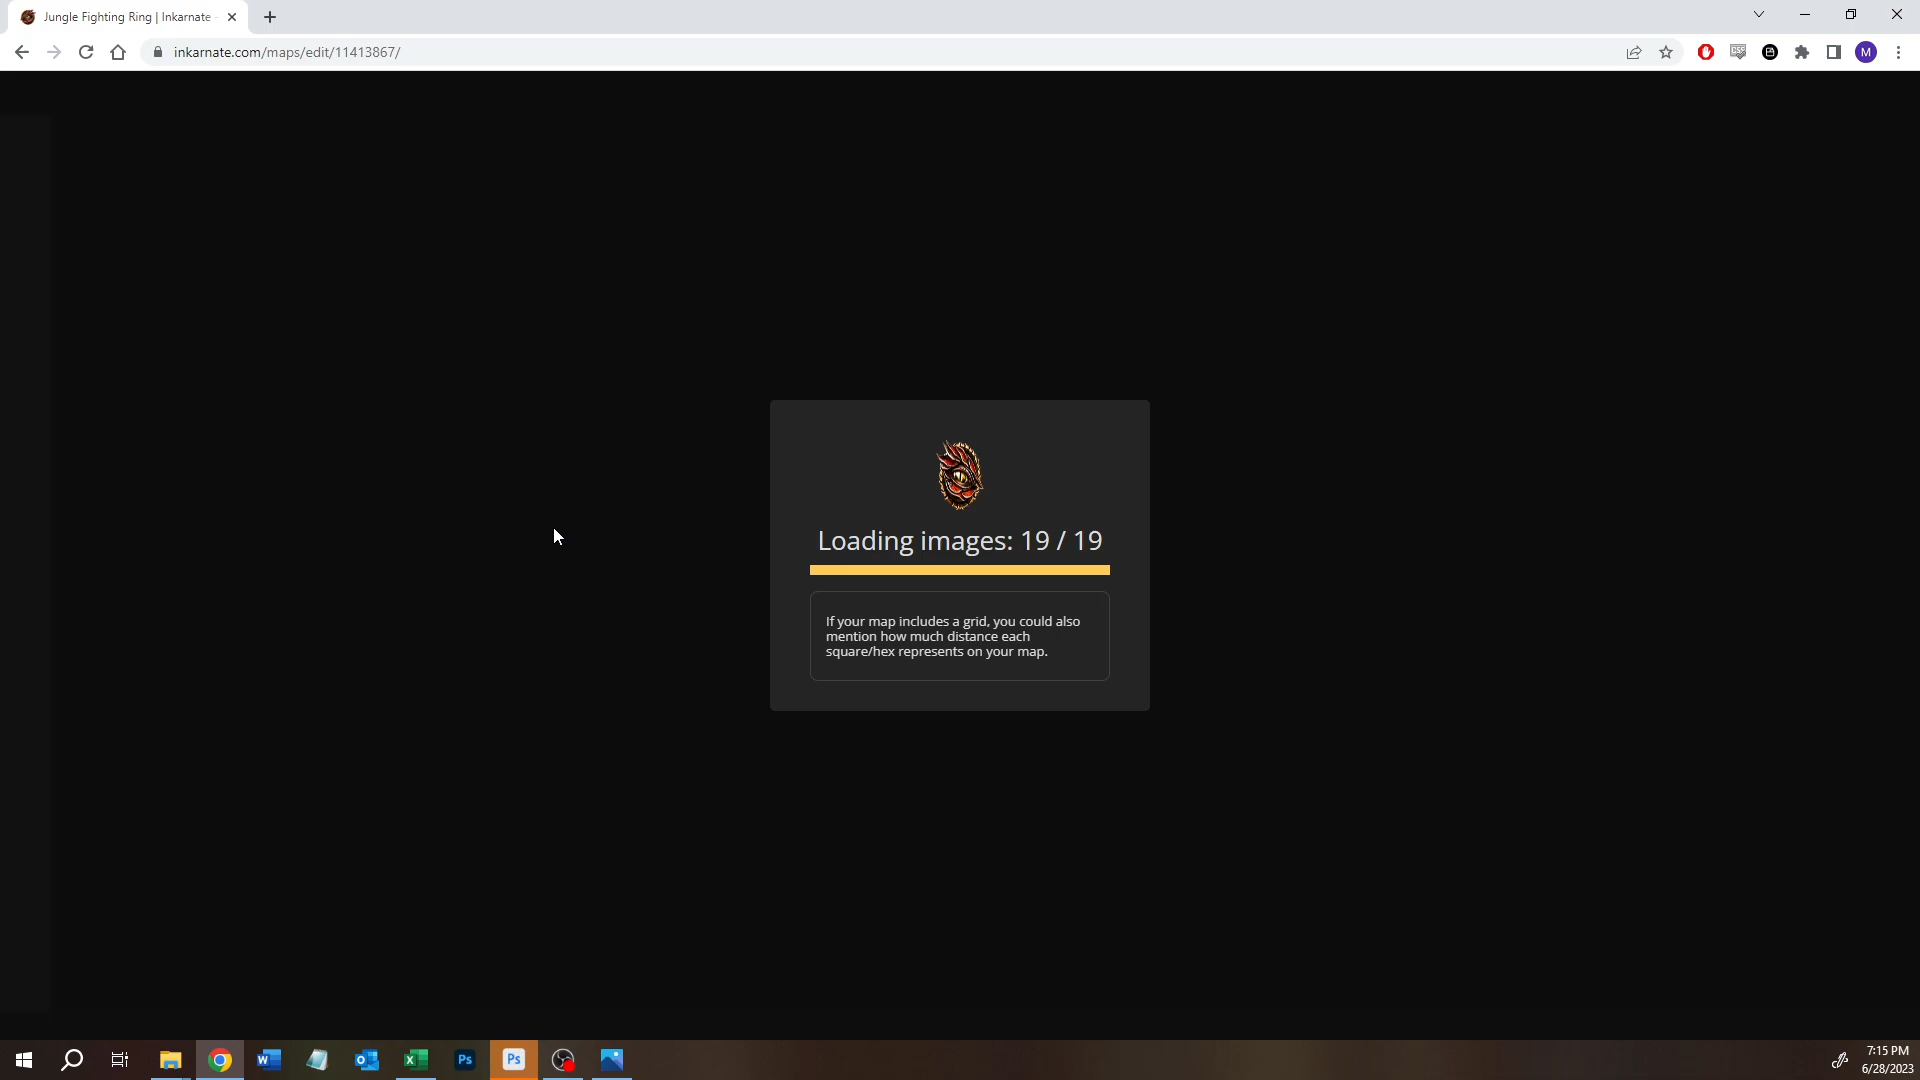 Jungle Fighting Ring | Inkarnate
inkarnate.com/maps/edit/11413867/
M
Loading images: 19 / 19
If your map includes a grid, you could also
mention how much distance each
square/hex represents on your map.
7:15 PM
6/28/2023